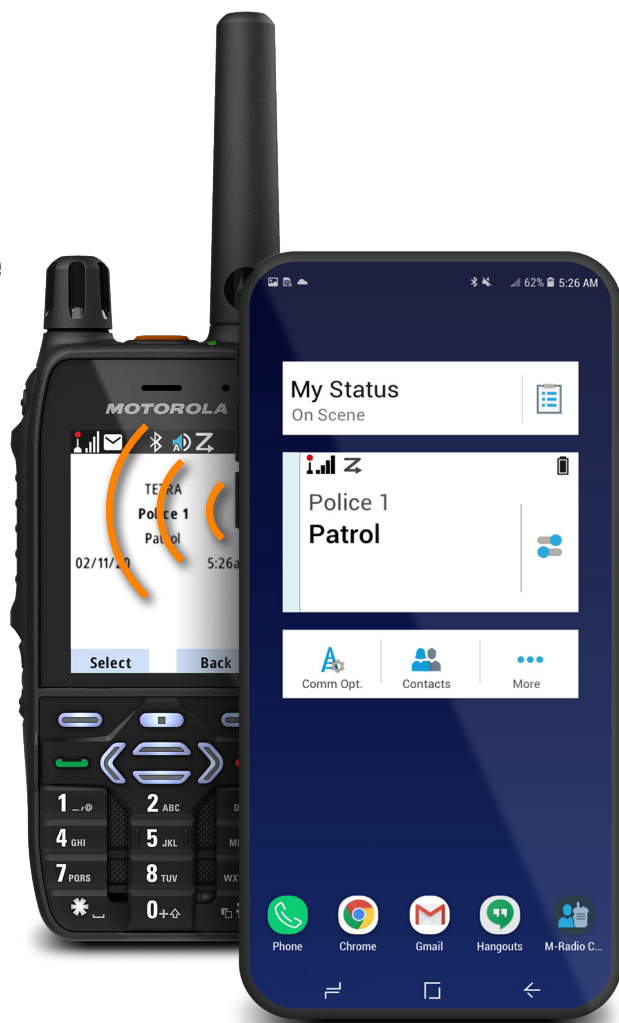 MOTOROLA
TETRA
Police 1
02/11/20
5:26a
Select
Back
1 _,@
2 ABC
4 GHI
5 JKL
7 PQRS
8 TUV
WX
*
0+
62% 5:26 AM
My Status
On Scene
Police 1
Patrol
Comm Opt.
Contacts
More
Phone
Chrome
Gmail
Hangouts
M-Radio C...